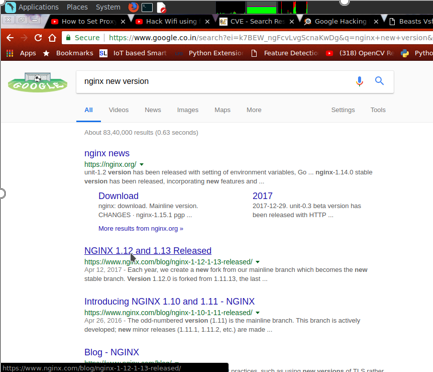 Applications Places System
How to Set Prox
Hack Wifi using
CVE - Search Re
Google Hacking
Beasts Vs
Secure https://www.google.co.in/search?ei=k7BEW_ngFcvLvgScnaKwDg&q=nginx+new+version&
Apps Bookmarks SL IoT based Smart Python Extension Feature Detectio (318) OpenCV Pytho
GOOGLE
nginx new version
All Videos News Images Maps More Settings Tools
About 83,40,000 results (0.63 seconds)
nginx news
https://nginx.org/
unit-1.2 version has been released with setting of environment variables, Go ... nginx-1.14.0 stable
version has been released, incorporating new features and ...
Download 2017
nginx: download. Mainline version. 2017-12-29. unit-0.3 beta version has
CHANGES · nginx-1.15.1 pgp ... been released with HTTP ...
More results from nginx.org »
NGINX 1.12 and 1.13 Released
https://www.nginx.com/blog/nginx-1-12-1-13-released/
Apr 12, 2017 - Each year, we create a new fork from our mainline branch which becomes the new
stable branch. Version 1.12.0 is forked from 1.11.13, the last ...
Introducing NGINX 1.10 and 1.11 - NGINX
https://www.nginx.com/blog/nginx-1-10-1-11-released/
Apr 26, 2016 - The odd-numbered version (1.11) is the mainline branch. This branch is actively
developed; new minor releases (1.11.1, 1.11.2, etc.) are made ...
Blog - NGINX
https://www.nginx.com/blog/nginx-1-12-1-13-released/
practices, such as using new versions of TLS rather